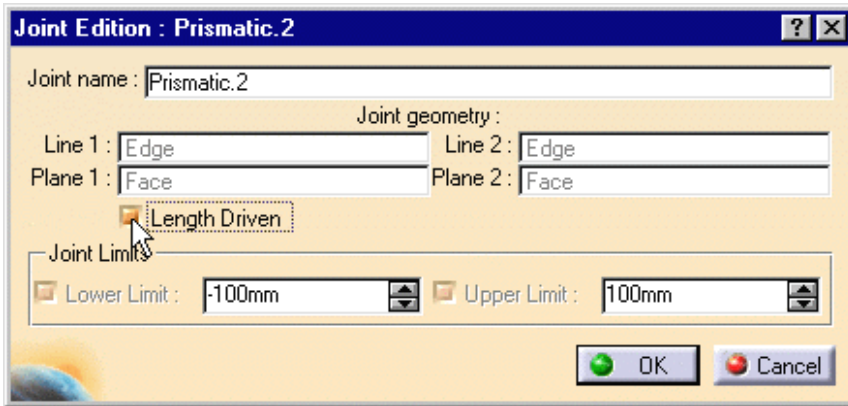 Joint Edition : Prismatic.2
Joint name : Prismatic.2
Joint geometry :
Line 1 : Edge Line 2 : Edge
Plane 1 : Face Plane 2 : Face
Length Driven
Joint Limits
Lower Limit : -100mm Upper Limit : 100mm
OK Cancel